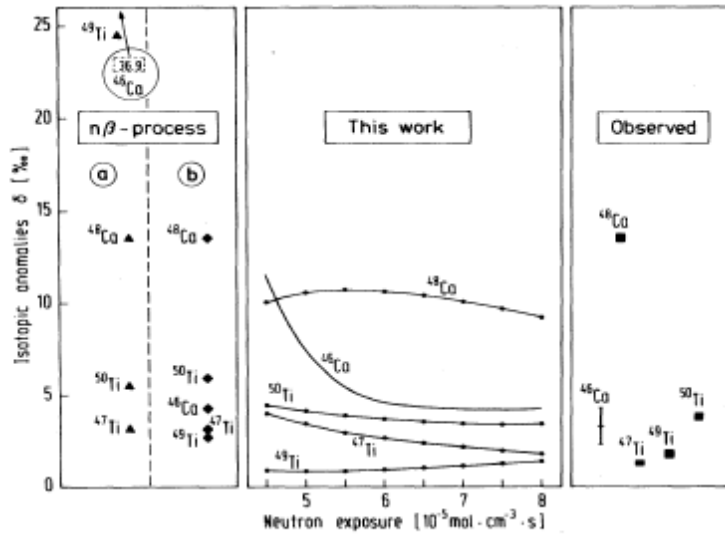 Isotopic anomalies δ [‰]
25
20
15
10
5
0
⁴⁹Ti
36.9
⁴⁶Ca
nβ-process
a
b
⁴⁸Ca
⁴⁸Ca
⁵⁰Ti
⁵⁰Ti
⁴⁶Ca
⁴⁷Ti
⁴⁷Ti
⁴⁹Ti
This work
⁴⁸Ca
⁴⁶Ca
⁵⁰Ti
⁴⁷Ti
⁴⁹Ti
5
6
7
8
Neutron exposure [10⁻⁵mol·cm⁻³·s]
Observed
⁴⁸Ca
⁴⁶Ca
⁵⁰Ti
⁴⁷Ti
⁴⁹Ti